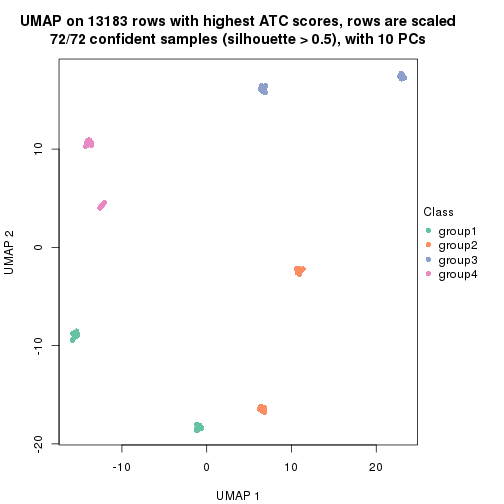 UMAP on 13183 rows with highest ATC scores, rows are scaled
72/72 confident samples (silhouette > 0.5), with 10 PCs
10
0
-10
-20
UMAP 2
Class
group1
group2
group3
group4
-10
0
10
20
UMAP 1